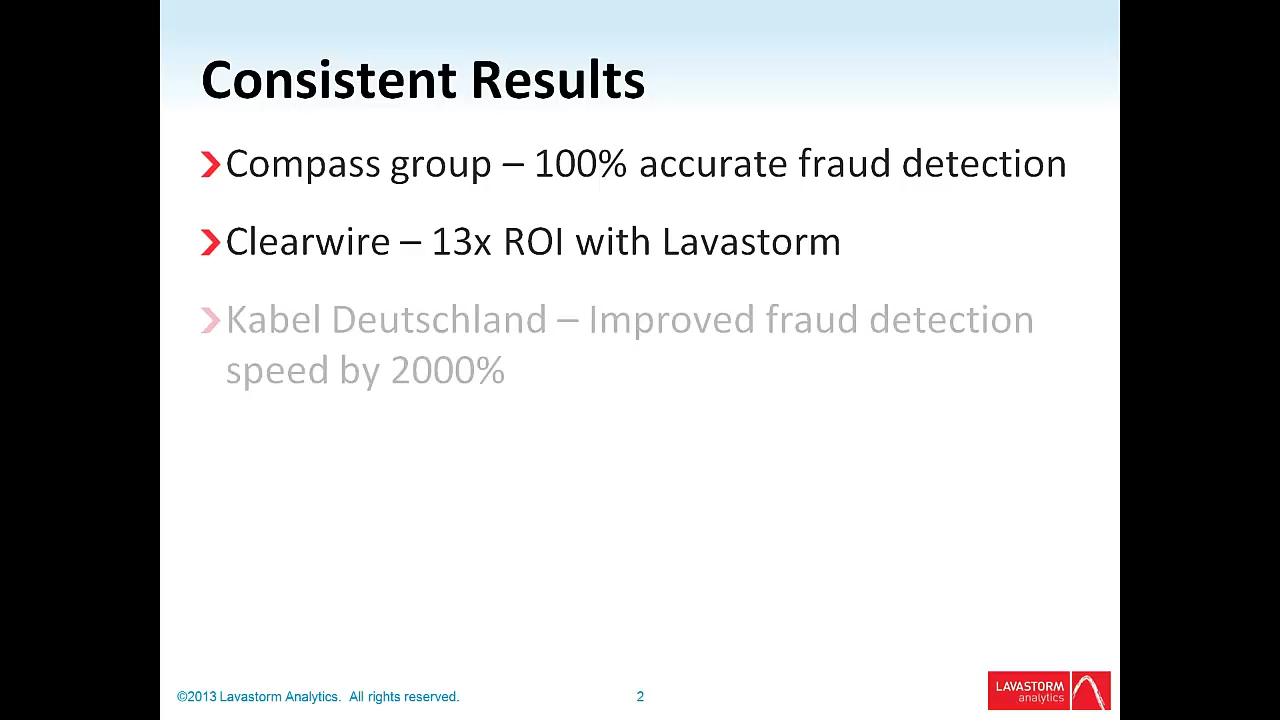 Consistent Results
Compass group – 100% accurate fraud detection
Clearwire – 13x ROI with Lavastorm
Kabel Deutschland – Improved fraud detection
speed by 2000%
©2013 Lavastorm Analytics. All rights reserved.
2
LAVASTORM
analytics